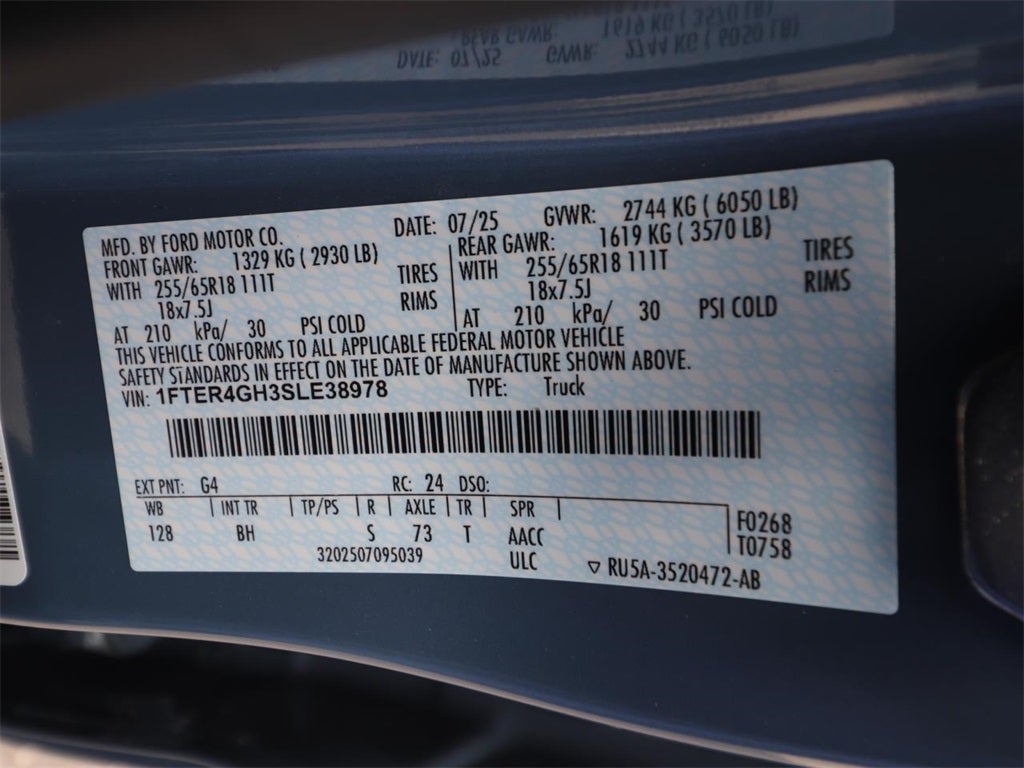 MFD. BY FORD MOTOR CO. DATE: 07/25 GVWR: 2744 KG ( 6050 LB)
FRONT GAWR: 1329 KG ( 2930 LB) REAR GAWR: 1619 KG ( 3570 LB)
WITH 255/65R18 111T TIRES WITH 255/65R18 111T TIRES
18x7.5J RIMS 18x7.5J RIMS
AT 210 kPa/ 30 PSI COLD AT 210 kPa/ 30 PSI COLD
THIS VEHICLE CONFORMS TO ALL APPLICABLE FEDERAL MOTOR VEHICLE
SAFETY STANDARDS IN EFFECT ON THE DATE OF MANUFACTURE SHOWN ABOVE.
VIN: 1FTER4GH3SLE38978 TYPE: Truck
EXT PNT: G4 RC: 24 DSO:
WB | INT TR | TP/PS | R | AXLE | TR | SPR |
128 BH S 73 T AACC
F0268
T0758
3202507095039 ULC ▽ RU5A-3520472-AB